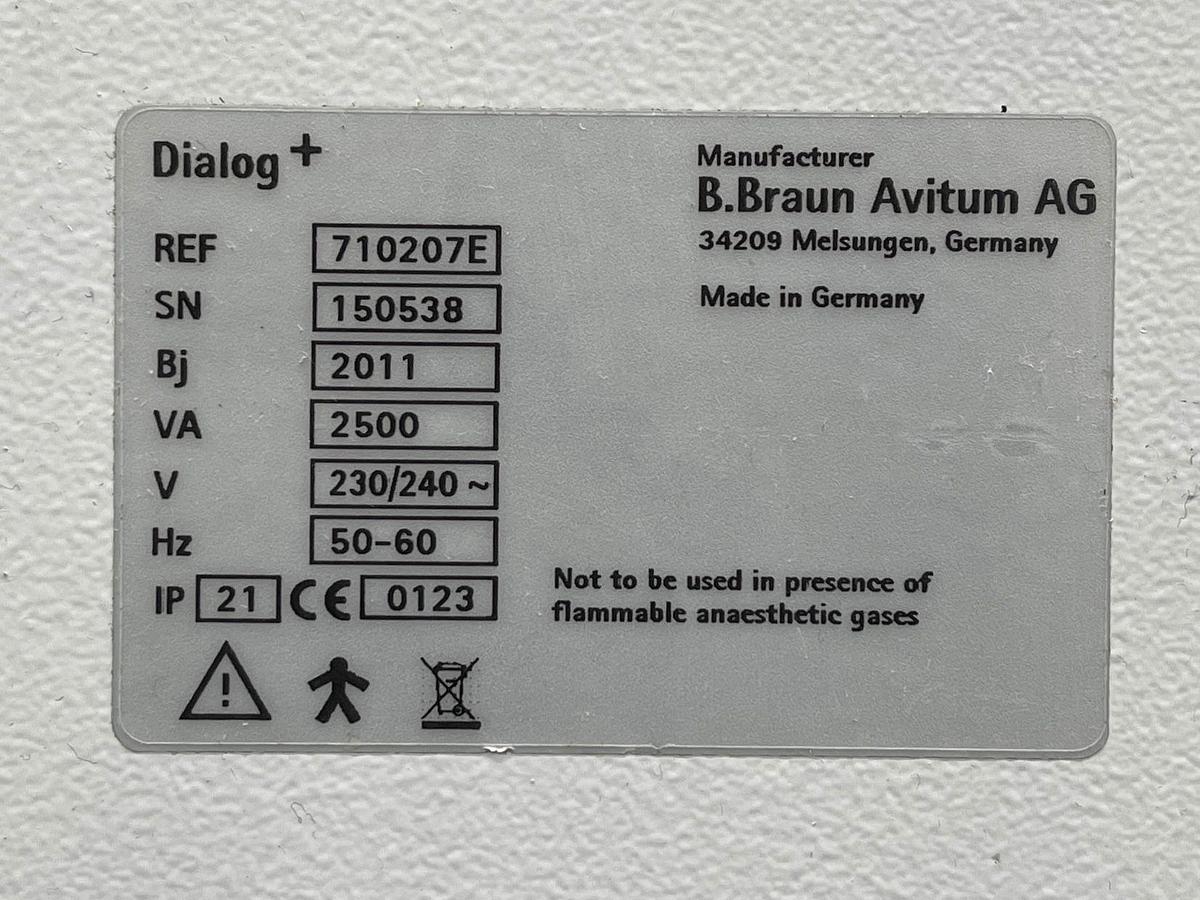 Dialog +
REF 710207E
SN 150538
Bj 2011
VA 2500
V 230/240 ~
Hz 50-60
IP 21 CE 0123
Manufacturer
B.Braun Avitum AG
34209 Melsungen, Germany
Made in Germany
Not to be used in presence of
flammable anaesthetic gases